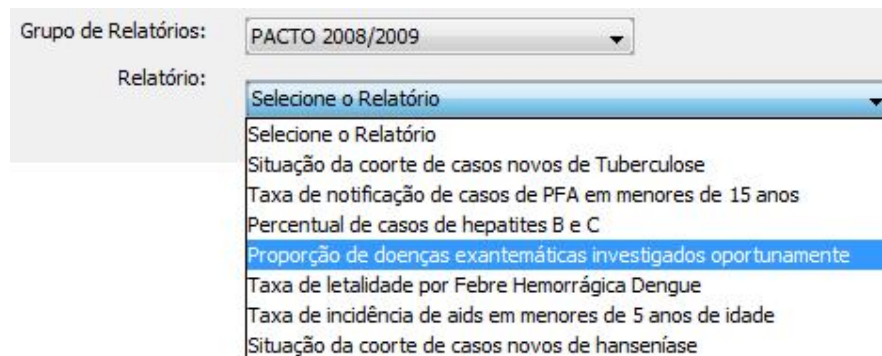 Grupo de Relatórios: PACTO 2008/2009
Relatório:
Selecione o Relatório
Selecione o Relatório
Situação da coorte de casos novos de Tuberculose
Taxa de notificação de casos de PFA em menores de 15 anos
Percentual de casos de hepatites B e C
Proporção de doenças exantemáticas investigados oportunamente
Taxa de letalidade por Febre Hemorrágica Dengue
Taxa de incidência de aids em menores de 5 anos de idade
Situação da coorte de casos novos de hanseníase